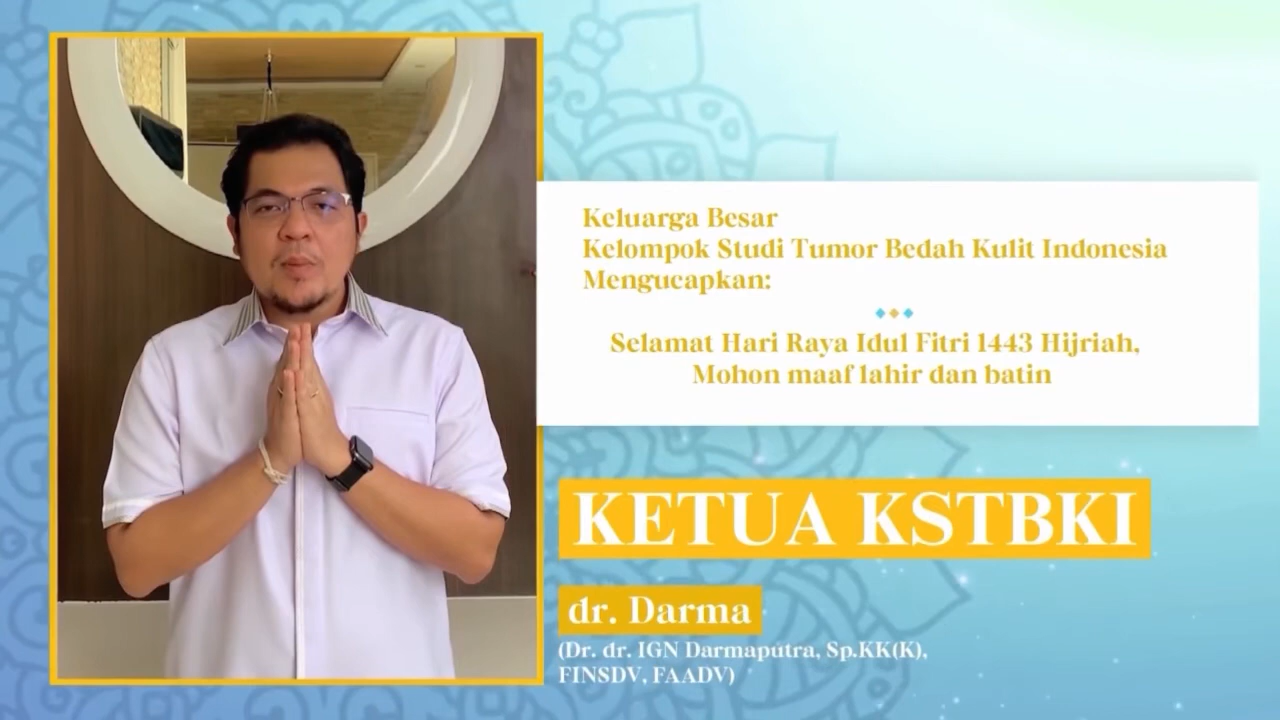 Keluarga Besar
Kelompok Studi Tumor Bedah Kulit Indonesia
Mengucapkan:
Selamat Hari Raya Idul Fitri 1443 Hijriah,
Mohon maaf lahir dan batin
KETUA KSTBKI
dr. Darma
(Dr. dr. IGN Darmaputra, Sp.KK(K),
FINSDV, FAADV)